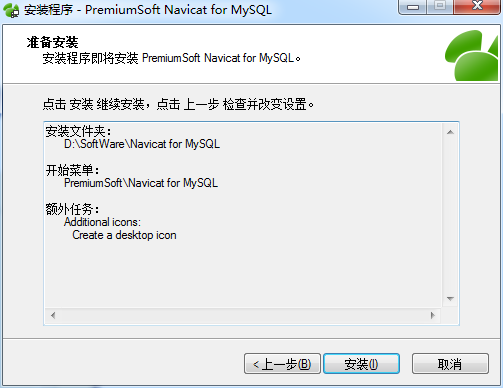 安装程序 - PremiumSoft Navicat for MySQL
准备安装
安装程序即将安装 PremiumSoft Navicat for MySQL。
点击 安装 继续安装，点击 上一步 检查并改变设置。
安装文件夹：
D:\SoftWare\Navicat for MySQL
开始菜单：
PremiumSoft\Navicat for MySQL
额外任务：
Additional icons:
Create a desktop icon
< 上一步(B) 安装(I) 取消